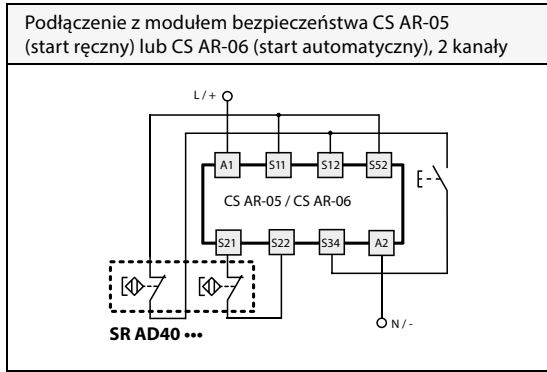 Podłączenie z modułem bezpieczeństwa CS AR-05
(start ręczny) lub CS AR-06 (start automatyczny), 2 kanały
L / +
A1 S11 S12 S52
CS AR-05 / CS AR-06
S21 S22 S34 A2
SR AD40 •••
N / -